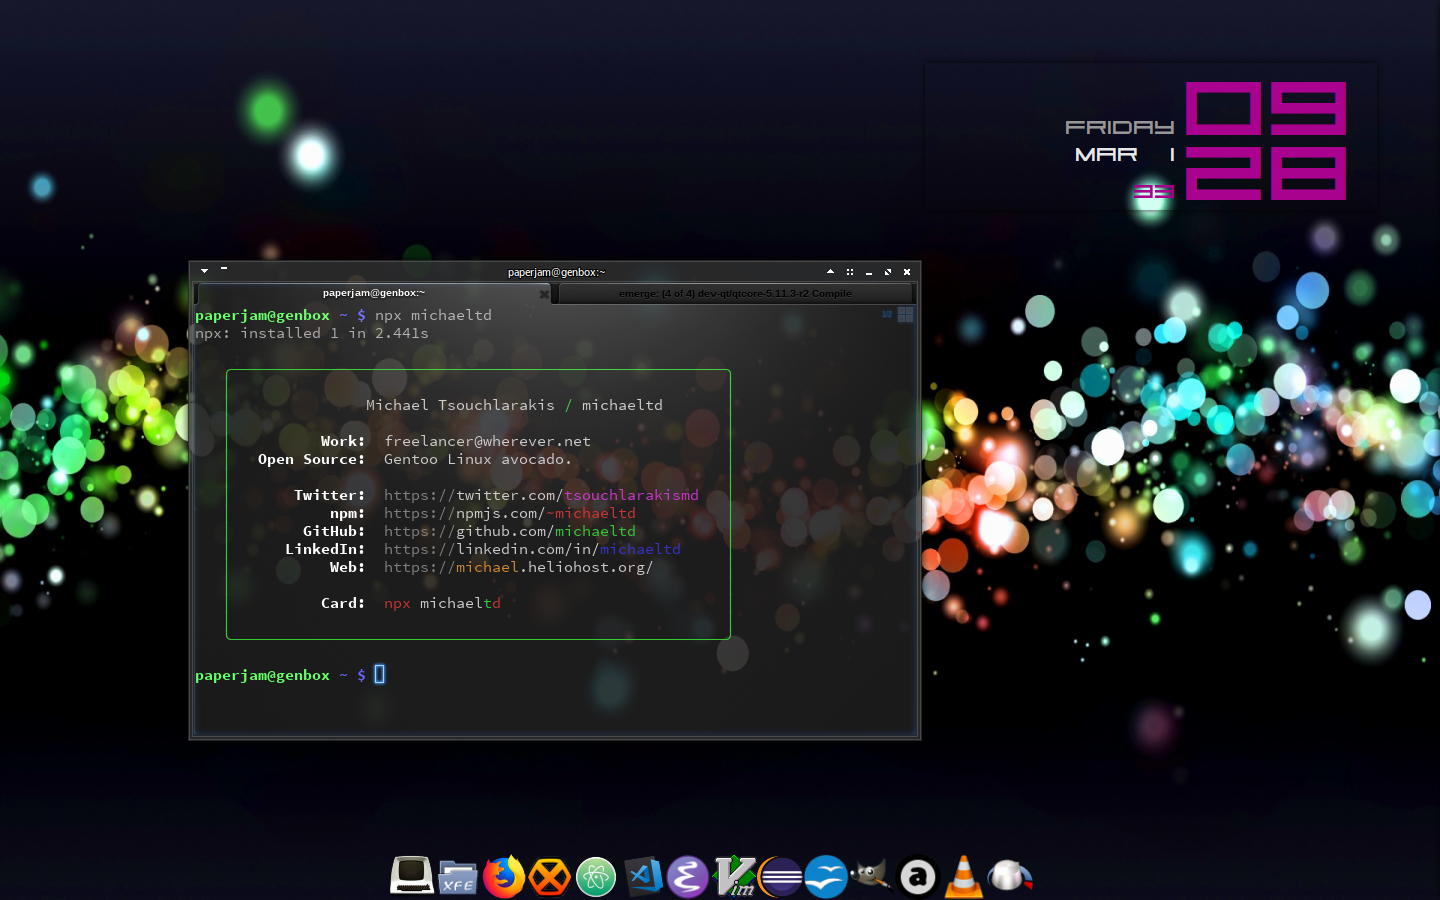 FRIDAY
MAR 1
33
09
28
paperjam@genbox:~
paperjam@genbox:~
emerge: (4 of 4) dev-qt/qtcore-5.11.3-r2 Compile
paperjam@genbox ~ $ npx michaeltd
npx: installed 1 in 2.441s
Michael Tsouchlarakis / michaeltd
Work: freelancer@wherever.net
Open Source: Gentoo Linux avocado.
Twitter: https://twitter.com/tsouchlarakismd
npm: https://npmjs.com/~michaeltd
GitHub: https://github.com/michaeltd
LinkedIn: https://linkedin.com/in/michaeltd
Web: https://michael.heliohost.org/
Card: npx michaeltd
paperjam@genbox ~ $
XFE
Vim
a